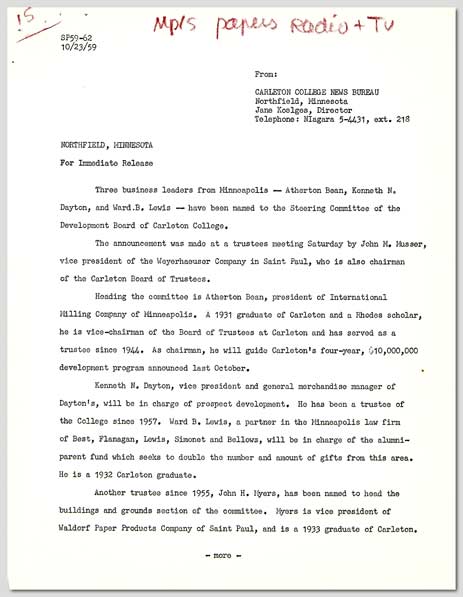 15
Mpls papers Radio + TV
SP59-62
10/23/59
From:
CARLETON COLLEGE NEWS BUREAU
Northfield, Minnesota
Jane Koelges, Director
Telephone: NIagara 5-4431, ext. 218
NORTHFIELD, MINNESOTA
For Immediate Release
Three business leaders from Minneapolis -- Atherton Bean, Kenneth N.
Dayton, and Ward.B. Lewis -- have been named to the Steering Committee of the
Development Board of Carleton College.
The announcement was made at a trustees meeting Saturday by John M. Musser,
vice president of the Weyerhaeuser Company in Saint Paul, who is also chairman
of the Carleton Board of Trustees.
Heading the committee is Atherton Bean, president of International
Milling Company of Minneapolis. A 1931 graduate of Carleton and a Rhodes scholar,
he is vice-chairman of the Board of Trustees at Carleton and has served as a
trustee since 1944. As chairman, he will guide Carleton's four-year, $10,000,000
development program announced last October.
Kenneth N. Dayton, vice president and general merchandise manager of
Dayton's, will be in charge of prospect development. He has been a trustee of
the College since 1957. Ward B. Lewis, a partner in the Minneapolis law firm
of Best, Flanagan, Lewis, Simonet and Bellows, will be in charge of the alumni-
parent fund which seeks to double the number and amount of gifts from this area.
He is a 1932 Carleton graduate.
Another trustee since 1955, John H. Myers, has been named to head the
buildings and grounds section of the committee. Myers is vice president of
Waldorf Paper Products Company of Saint Paul, and is a 1933 graduate of Carleton.
- more -